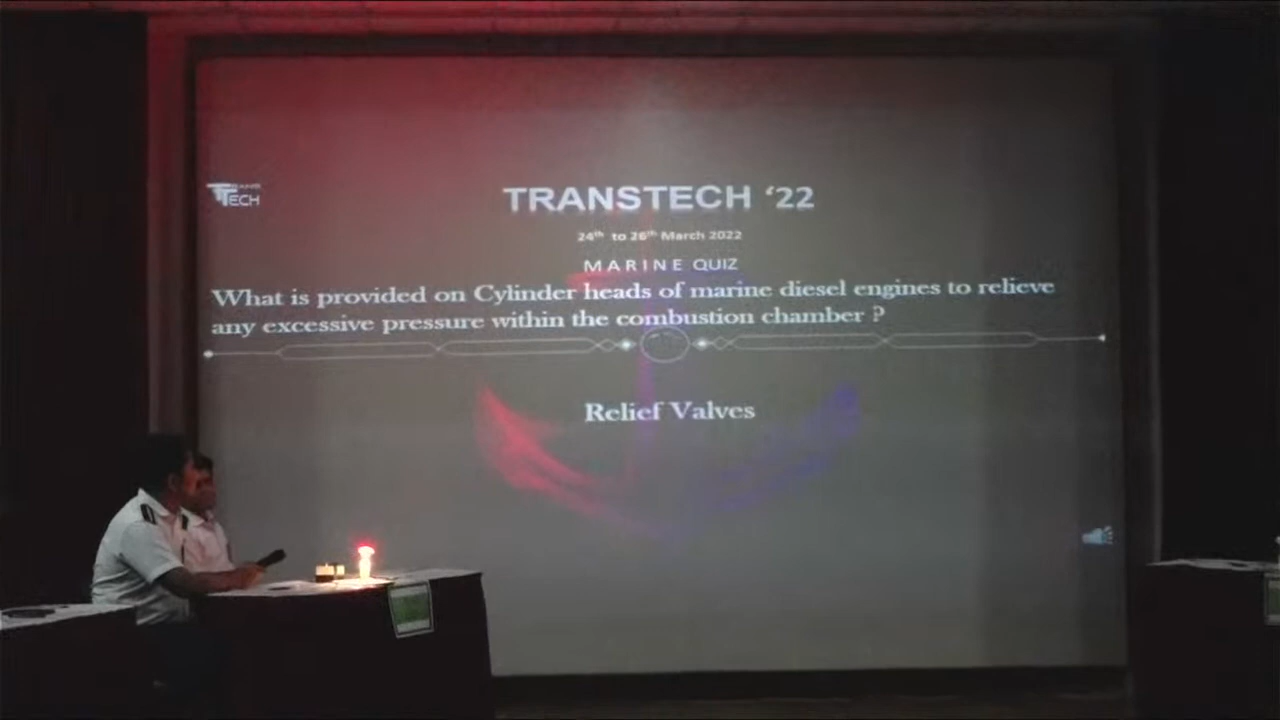 TRANS
TECH
TRANSTECH ‘22
24th to 26th March 2022
MARINE QUIZ
What is provided on Cylinder heads of marine diesel engines to relieve
any excessive pressure within the combustion chamber ?
Relief Valves